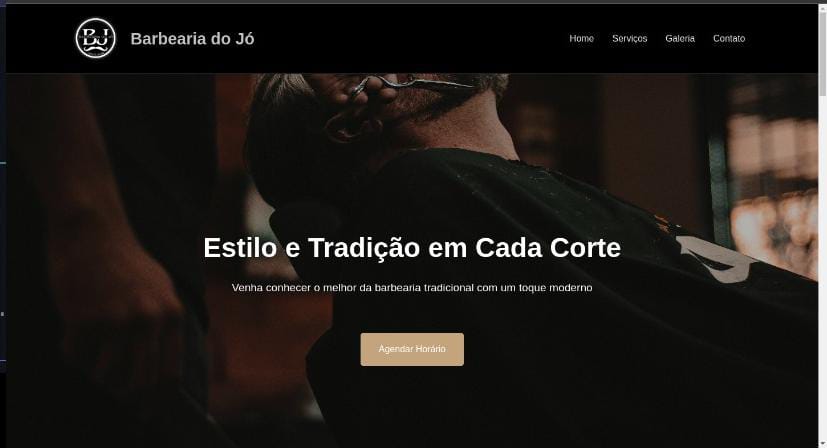 BJ
Barbearia do Jó
Home Serviços Galeria Contato
Estilo e Tradição em Cada Corte
Venha conhecer o melhor da barbearia tradicional com um toque moderno
Agendar Horário